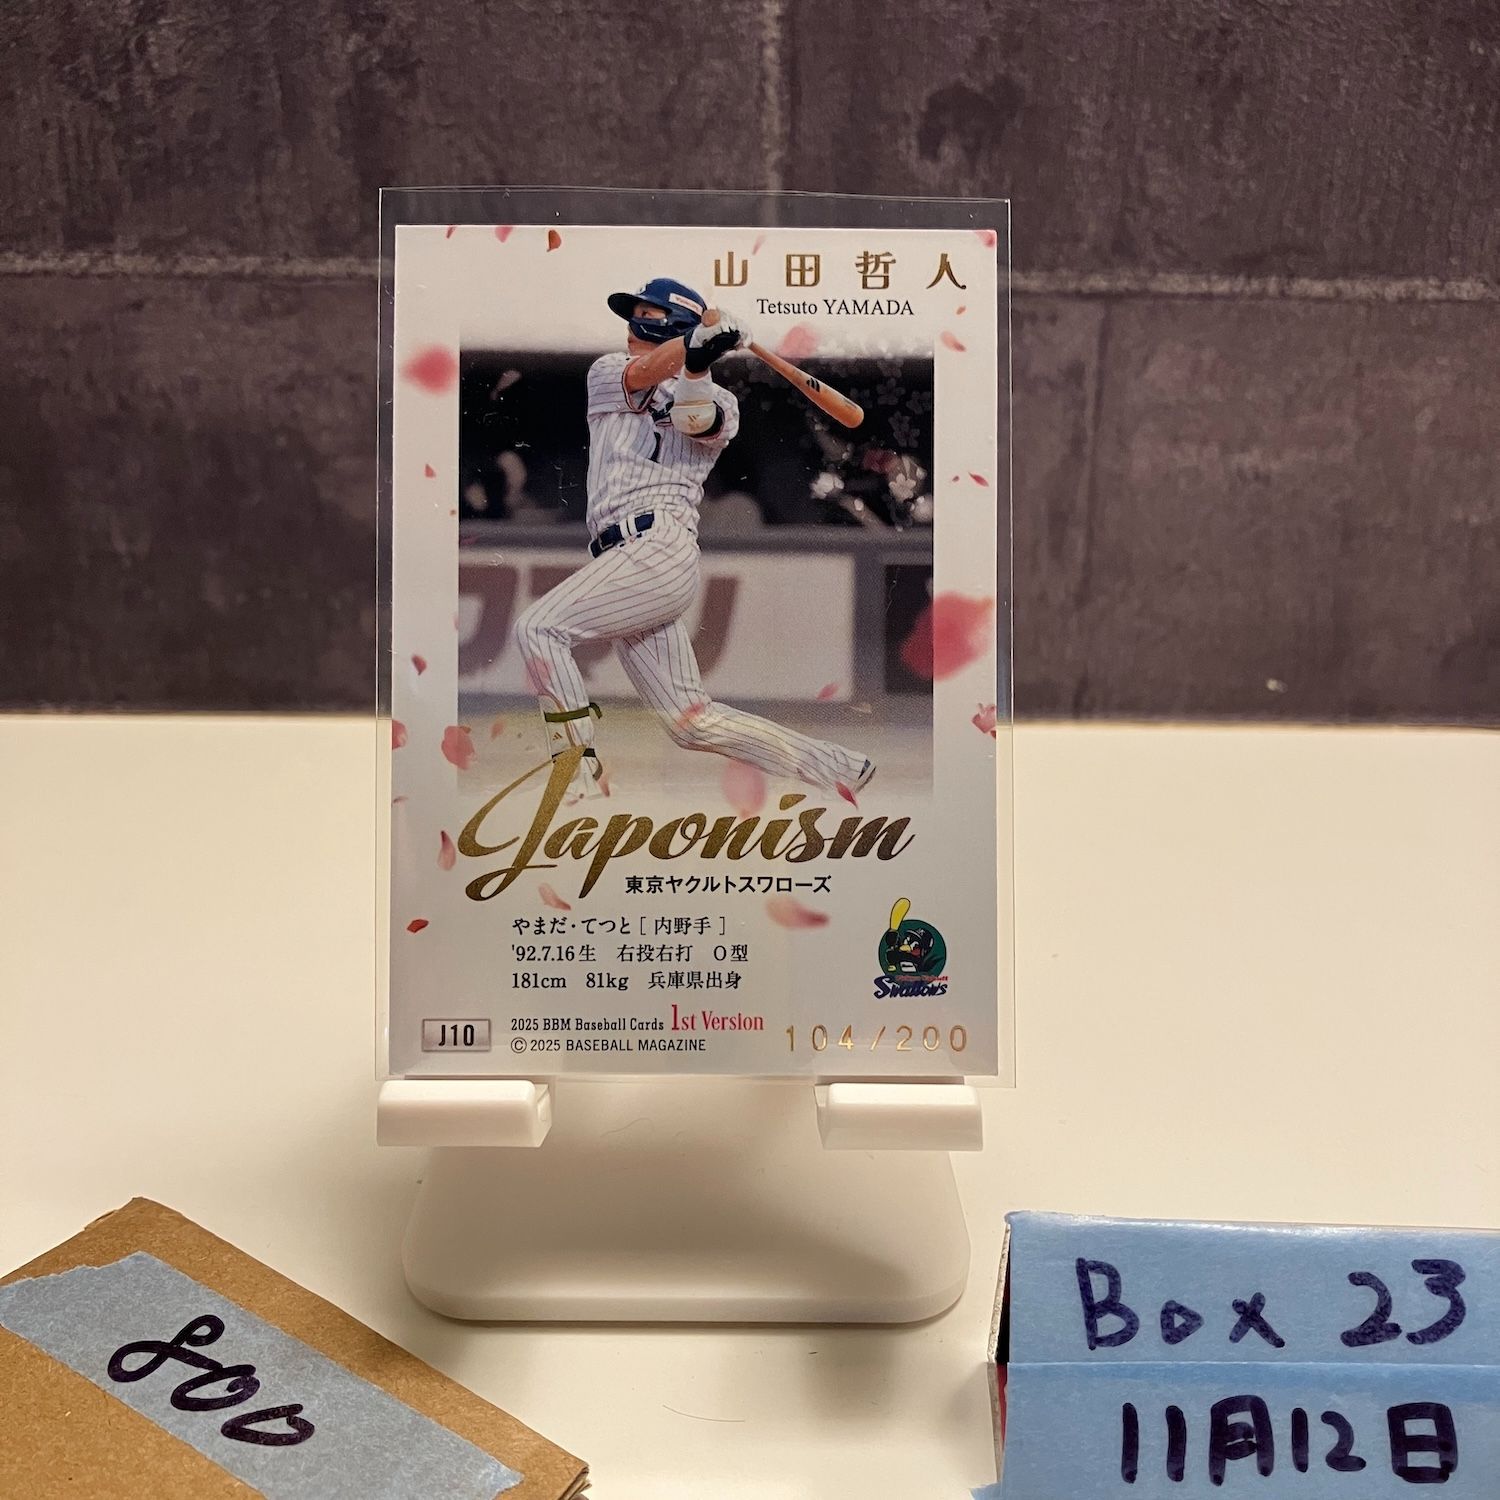 山田哲人
Tetsuto YAMADA
Japonism
東京ヤクルトスワローズ
やまだ・てつと [ 内野手 ]
'92.7.16生 右投右打 O型
181cm 81kg 兵庫県出身
Swallows
J10
2025 BBM Baseball Cards 1st Version
© 2025 BASEBALL MAGAZINE
104/200
800
Box 23
11月12日